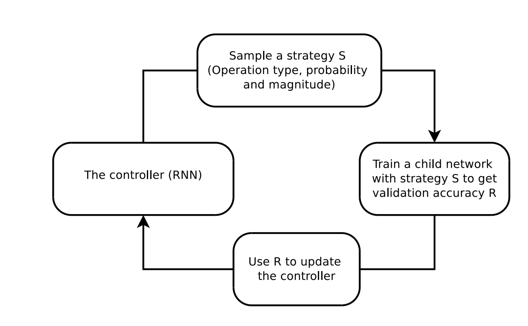 Sample a strategy S
(Operation type, probability
and magnitude)
The controller (RNN)
Train a child network
with strategy S to get
validation accuracy R
Use R to update
the controller